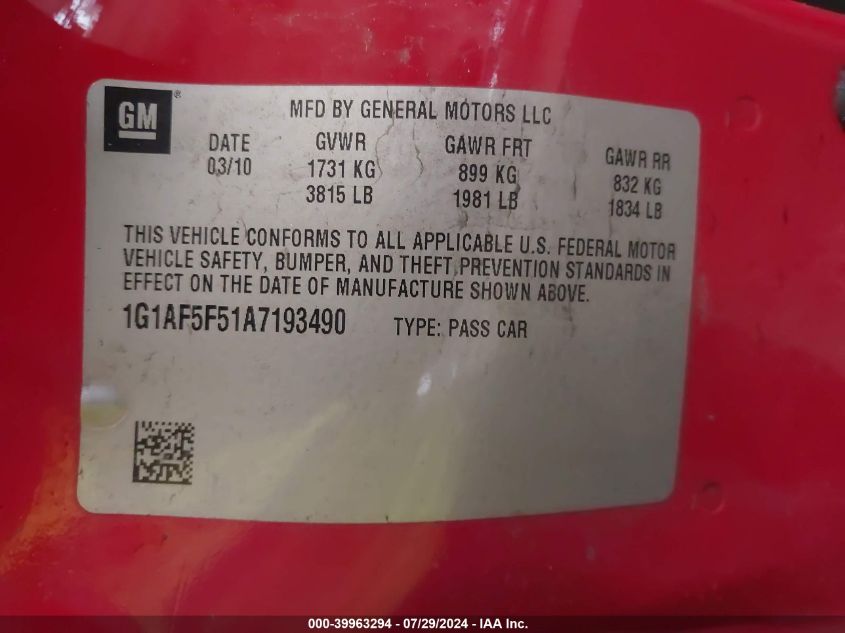 GM®
MFD BY GENERAL MOTORS LLC
DATE GVWR GAWR FRT GAWR RR
03/10 1731 KG 899 KG 832 KG
3815 LB 1981 LB 1834 LB
THIS VEHICLE CONFORMS TO ALL APPLICABLE U.S. FEDERAL MOTOR
VEHICLE SAFETY, BUMPER, AND THEFT PREVENTION STANDARDS IN
EFFECT ON THE DATE OF MANUFACTURE SHOWN ABOVE.
1G1AF5F51A7193490 TYPE: PASS CAR
000-39963294 - 07/29/2024 - IAA Inc.